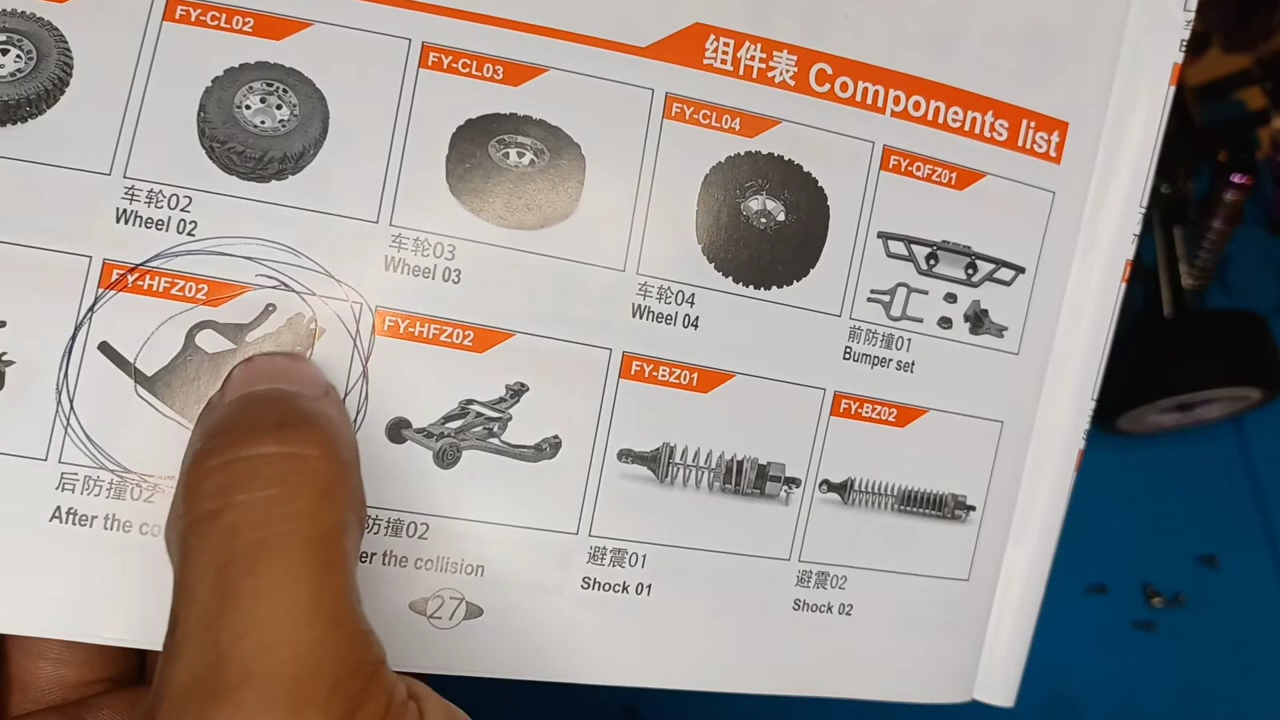 组件表 Components list
FY-CL02
车轮02
Wheel 02
FY-CL03
车轮03
Wheel 03
FY-CL04
车轮04
Wheel 04
FY-QFZ01
前防撞01
Bumper set
FY-HFZ02
后防撞02
After the co
FY-HFZ02
防撞02
er the collision
FY-BZ01
避震01
Shock 01
FY-BZ02
避震02
Shock 02
27